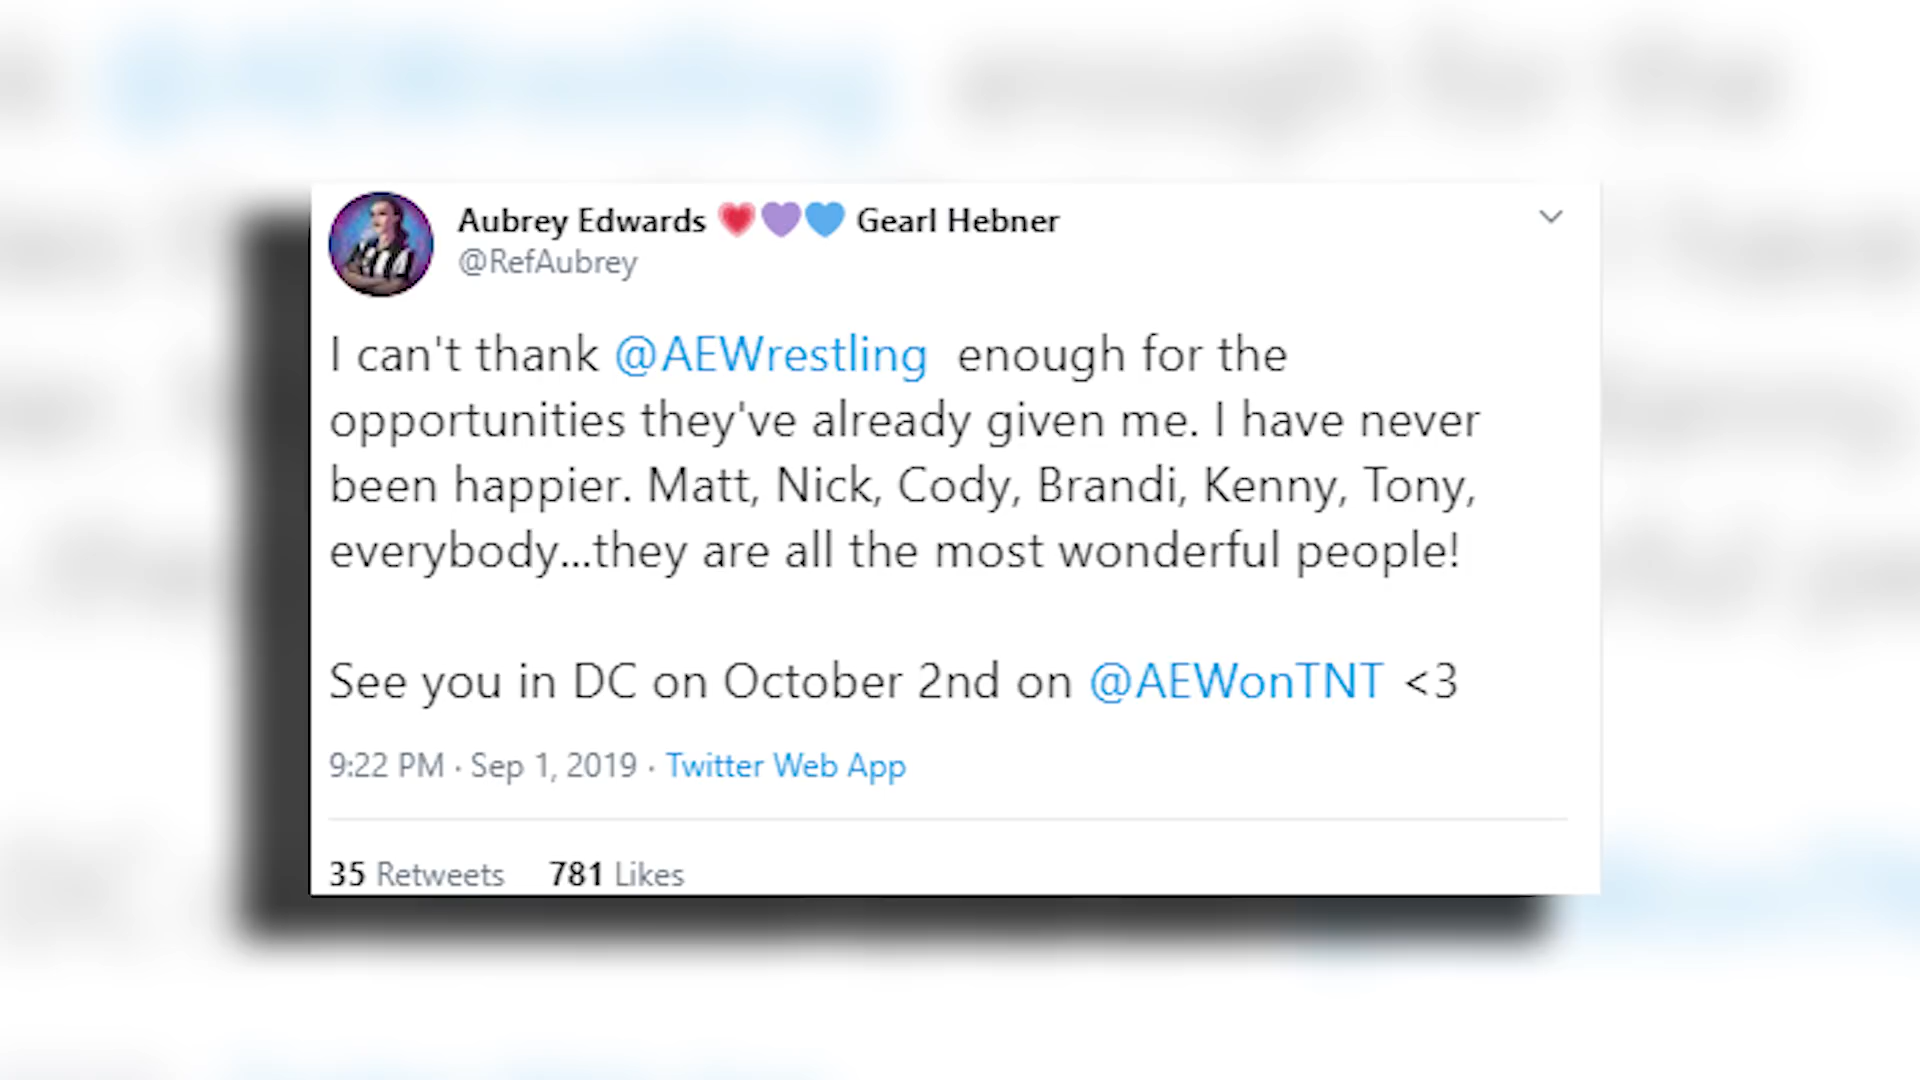 Aubrey Edwards 💗💜💙 Gearl Hebner
@RefAubrey
I can't thank @AEWrestling enough for the
opportunities they've already given me. I have never
been happier. Matt, Nick, Cody, Brandi, Kenny, Tony,
everybody...they are all the most wonderful people!
See you in DC on October 2nd on @AEWonTNT <3
9:22 PM · Sep 1, 2019 · Twitter Web App
35 Retweets 781 Likes